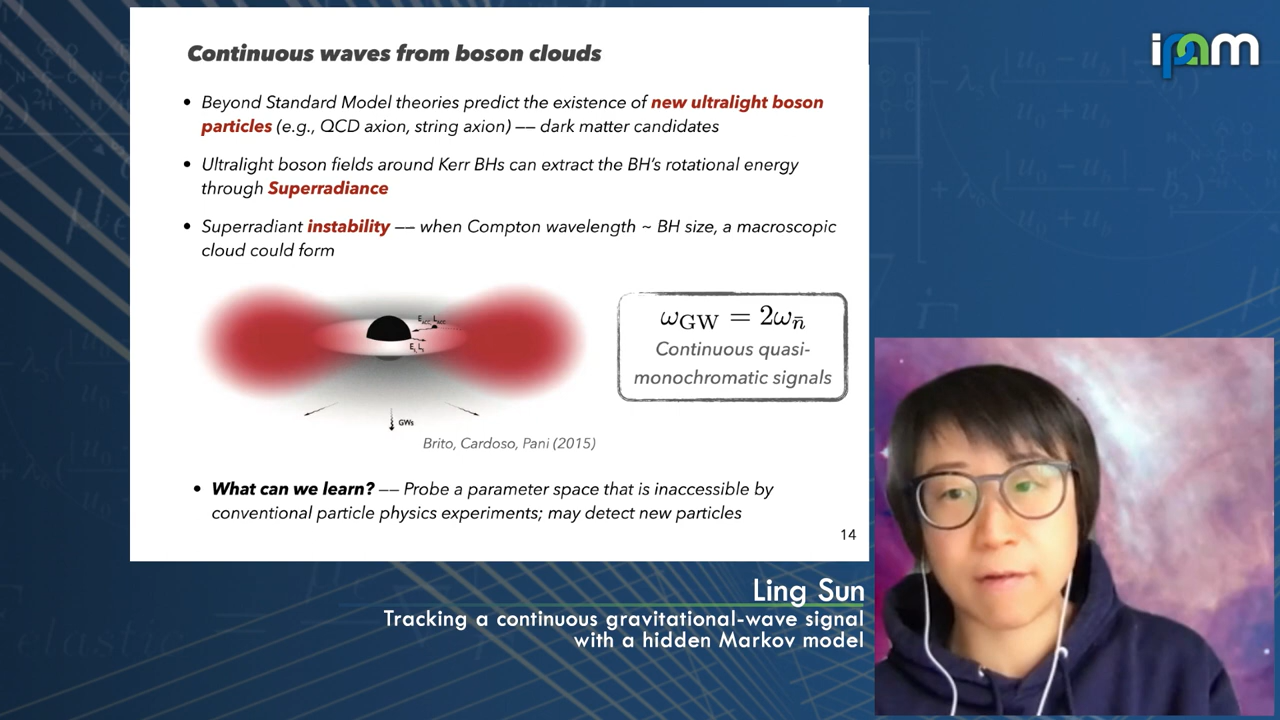 Continuous waves from boson clouds
ipam
• Beyond Standard Model theories predict the existence of new ultralight boson
particles (e.g., QCD axion, string axion) –– dark matter candidates
• Ultralight boson fields around Kerr BHs can extract the BH's rotational energy
through Superradiance
• Superradiant instability –– when Compton wavelength ~ BH size, a macroscopic
cloud could form
ω_GW = 2ω_n̄
Continuous quasi-
monochromatic signals
GWs
Brito, Cardoso, Pani (2015)
• What can we learn? –– Probe a parameter space that is inaccessible by
conventional particle physics experiments; may detect new particles
14
Ling Sun
Tracking a continuous gravitational-wave signal
with a hidden Markov model